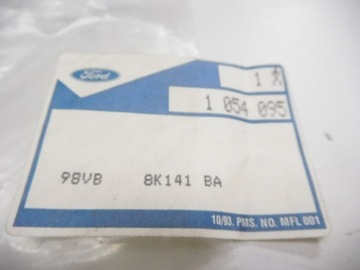 Ford
1
1 054 095
98VB 8K141 BA
10/93. PMS. NO. MFL 001